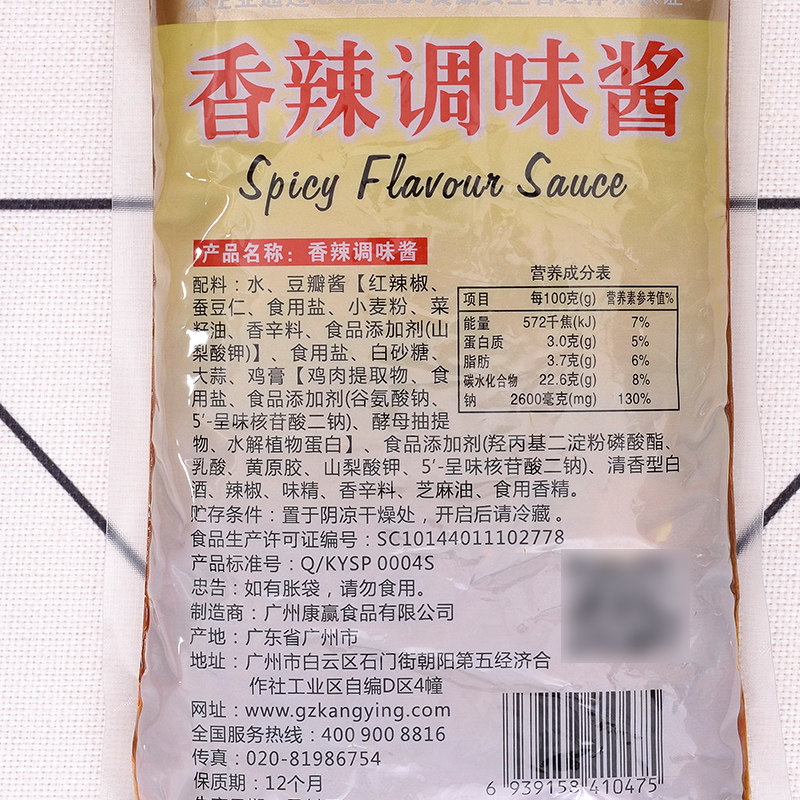 香辣调味酱
Spicy Flavour Sauce
产品名称：香辣调味酱
配料：水、豆瓣酱【红辣椒、
蚕豆仁、食用盐、小麦粉、菜
籽油、香辛料、食品添加剂(山
梨酸钾)】、食用盐、白砂糖、
大蒜、鸡膏【鸡肉提取物、食
用盐、食品添加剂(谷氨酸钠、
5'-呈味核苷酸二钠)、酵母抽提
物、水解植物蛋白】、食品添加剂(羟丙基二淀粉磷酸酯、
乳酸、黄原胶、山梨酸钾、5'-呈味核苷酸二钠)、清香型白
酒、辣椒、味精、香辛料、芝麻油、食用香精。
营养成分表
项目 每100克(g) 营养素参考值%
能量 572千焦(kJ) 7%
蛋白质 3.0克(g) 5%
脂肪 3.7克(g) 6%
碳水化合物 22.6克(g) 8%
钠 2600毫克(mg) 130%
贮存条件：置于阴凉干燥处，开启后请冷藏。
食品生产许可证编号：SC10144011102778
产品标准号：Q/KYSP 0004S
忠告：如有胀袋，请勿食用。
制造商：广州康赢食品有限公司
产地：广东省广州市
地址：广州市白云区石门街朝阳第五经济合
作社工业区自编D区4幢
网址：www.gzkangying.com
全国服务热线：400 900 8816
传真：020-81986754
保质期：12个月
6 939158 410475